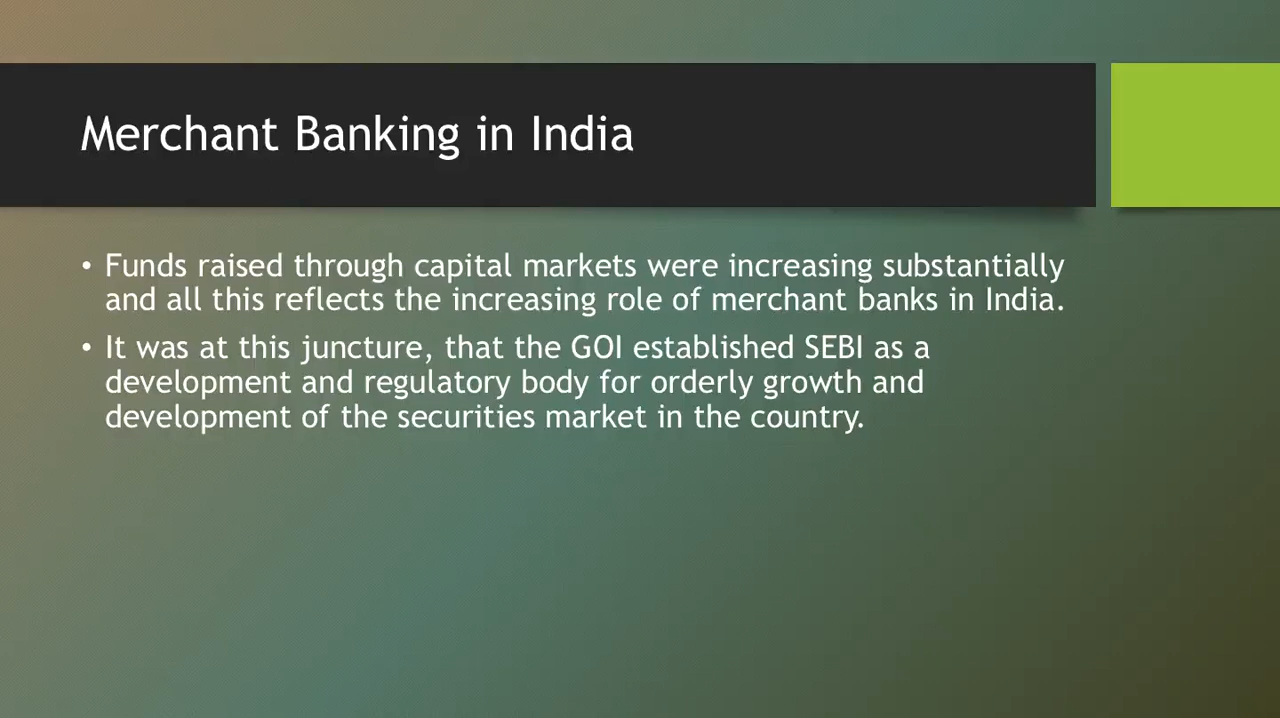 Merchant Banking in India
• Funds raised through capital markets were increasing substantially
and all this reflects the increasing role of merchant banks in India.
• It was at this juncture, that the GOI established SEBI as a
development and regulatory body for orderly growth and
development of the securities market in the country.